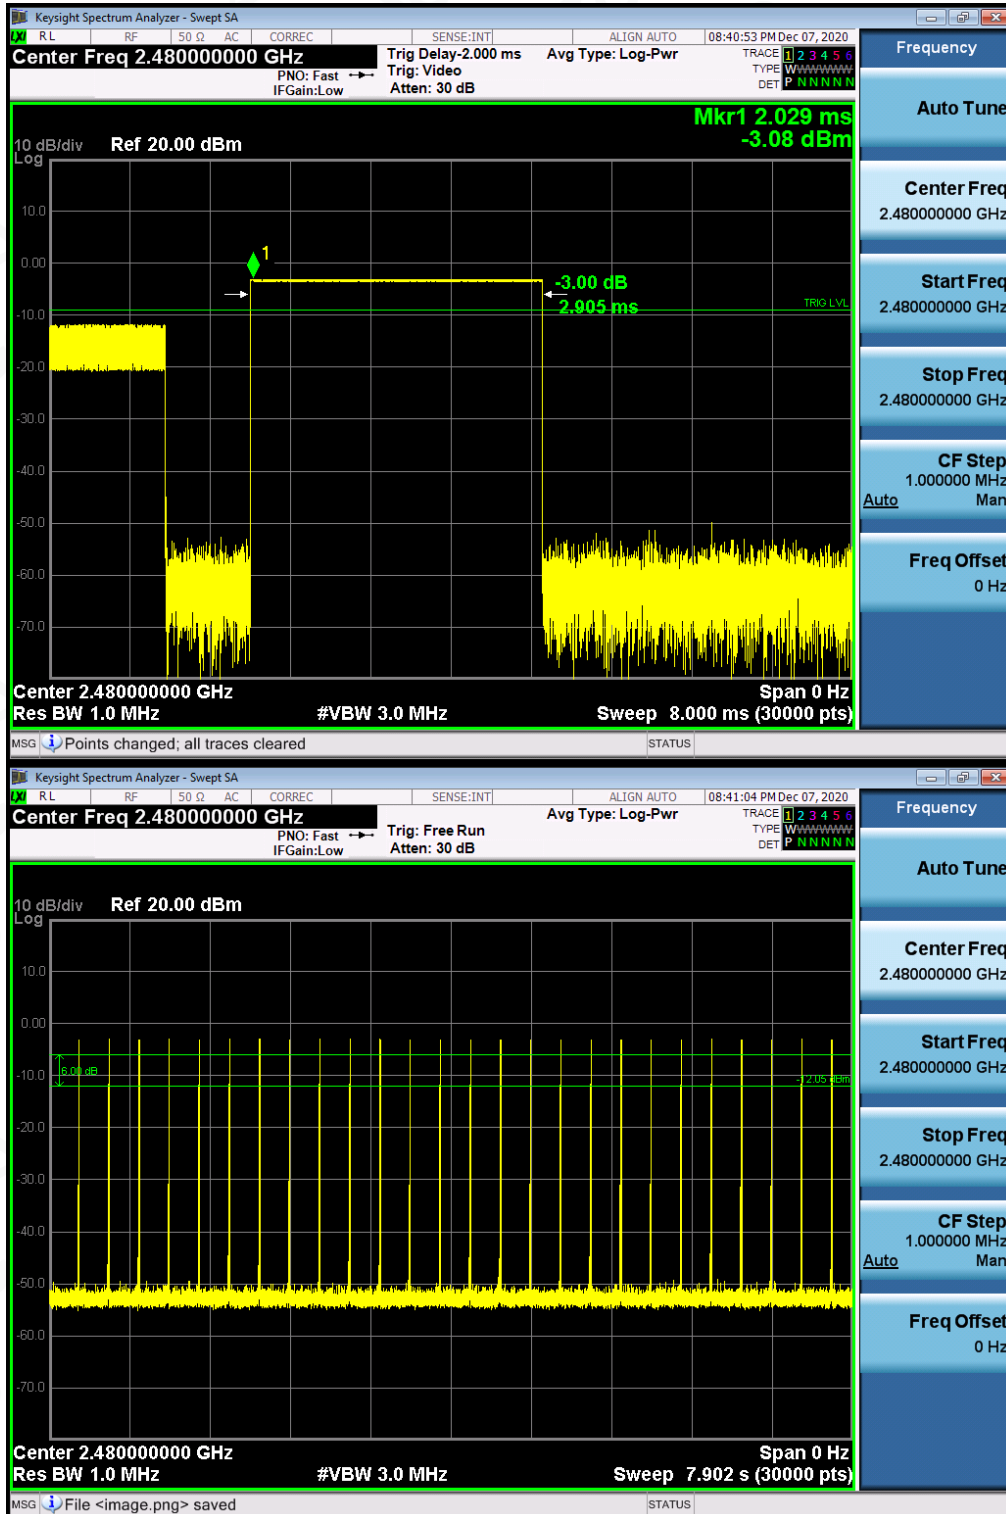 Keysight Spectrum Analyzer - Swept SA
LXI RL RF 50 Ω AC CORREC SENSE:INT ALIGN AUTO 08:40:53 PM Dec 07, 2020
Center Freq 2.480000000 GHz
PNO: Fast
IFGain:Low
Trig Delay-2.000 ms
Trig: Video
Atten: 30 dB
Avg Type: Log-Pwr
TRACE 1 2 3 4 5 6
TYPE WWWWWW
DET P N N N N N
Frequency
Mkr1 2.029 ms
-3.08 dBm
10 dB/div Ref 20.00 dBm
Log
10.0
0.00
-10.0
-20.0
-30.0
-40.0
-50.0
-60.0
-70.0
1
-3.00 dB
2.905 ms
TRIG LVL
Center 2.480000000 GHz Span 0 Hz
Res BW 1.0 MHz #VBW 3.0 MHz Sweep 8.000 ms (30000 pts)
MSG Points changed; all traces cleared STATUS
Auto Tune
Center Freq
2.480000000 GHz
Start Freq
2.480000000 GHz
Stop Freq
2.480000000 GHz
CF Step
1.000000 MHz
Auto Man
Freq Offset
0 Hz
Keysight Spectrum Analyzer - Swept SA
LXI RL RF 50 Ω AC CORREC SENSE:INT ALIGN AUTO 08:41:04 PM Dec 07, 2020
Center Freq 2.480000000 GHz
PNO: Fast
IFGain:Low
Trig: Free Run
Atten: 30 dB
Avg Type: Log-Pwr
TRACE 1 2 3 4 5 6
TYPE WWWWWW
DET P N N N N N
Frequency
10 dB/div Ref 20.00 dBm
Log
10.0
0.00
-10.0
-20.0
-30.0
-40.0
-50.0
-60.0
-70.0
6.00 dB
-12.05 dBm
Center 2.480000000 GHz Span 0 Hz
Res BW 1.0 MHz #VBW 3.0 MHz Sweep 7.902 s (30000 pts)
MSG File <image.png> saved STATUS
Auto Tune
Center Freq
2.480000000 GHz
Start Freq
2.480000000 GHz
Stop Freq
2.480000000 GHz
CF Step
1.000000 MHz
Auto Man
Freq Offset
0 Hz